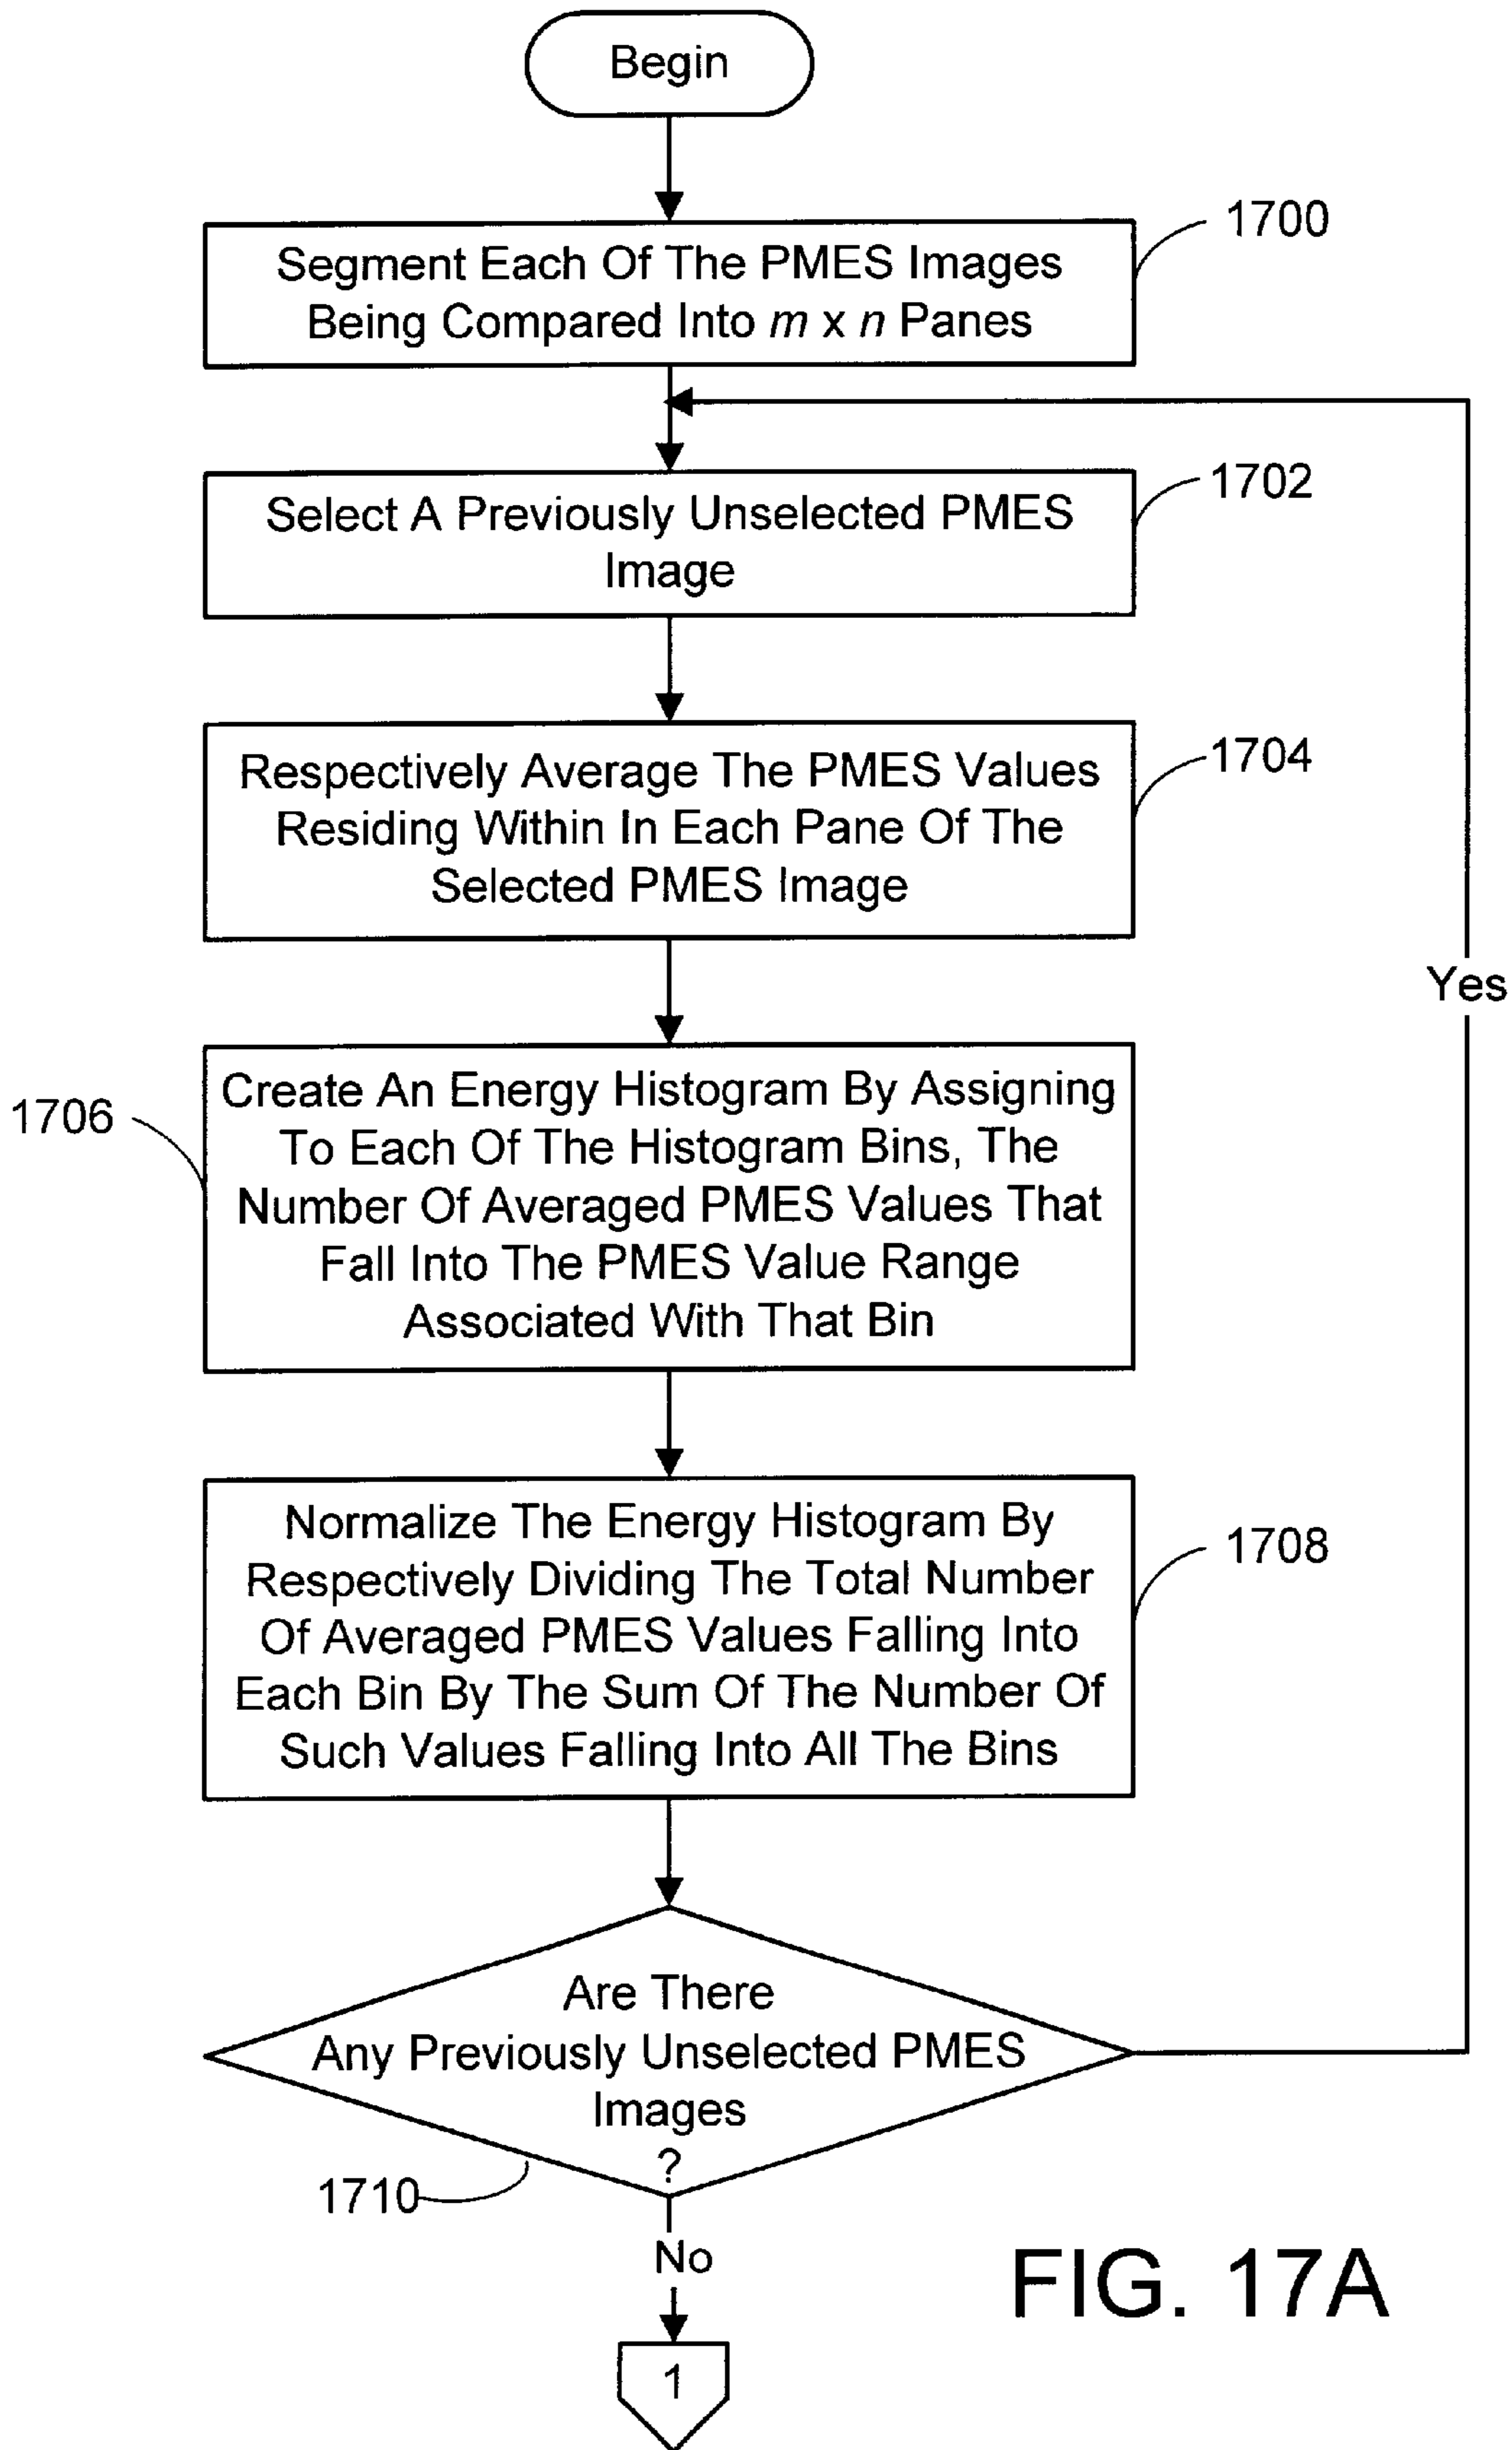 Begin
1700
Segment Each Of The PMES Images
Being Compared Into m x n Panes
1702
Select A Previously Unselected PMES
Image
1704
Respectively Average The PMES Values
Residing Within In Each Pane Of The
Selected PMES Image
Yes
1706
Create An Energy Histogram By Assigning
To Each Of The Histogram Bins, The
Number Of Averaged PMES Values That
Fall Into The PMES Value Range
Associated With That Bin
1708
Normalize The Energy Histogram By
Respectively Dividing The Total Number
Of Averaged PMES Values Falling Into
Each Bin By The Sum Of The Number Of
Such Values Falling Into All The Bins
Are There
Any Previously Unselected PMES
Images
?
1710
No
1
FIG. 17A